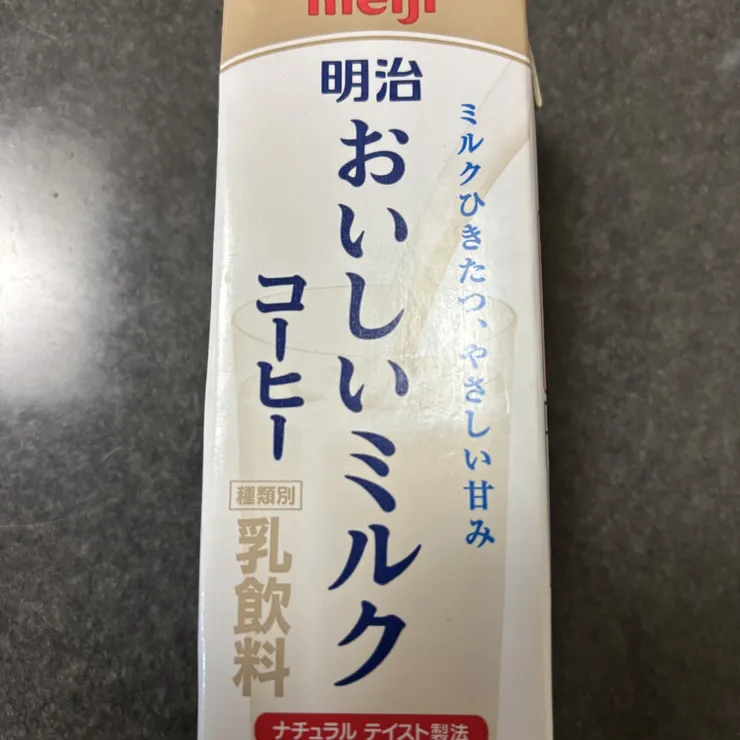 meiji
明治
ミルクひきたつ、やさしい甘み
おいしいミルク
コーヒー
種類別
乳飲料
ナチュラル テイスト製法